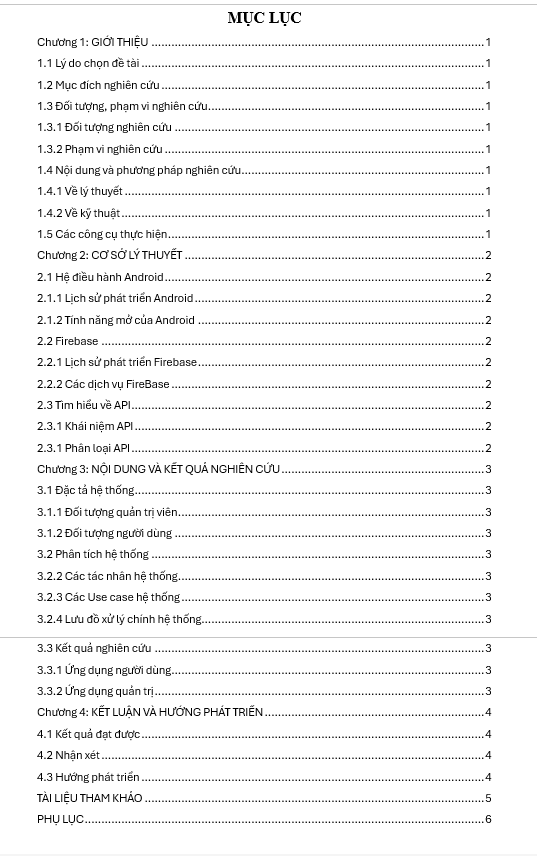 MỤC LỤC
Chương 1: GIỚI THIỆU ..... 1
1.1 Lý do chọn đề tài ..... 1
1.2 Mục đích nghiên cứu ..... 1
1.3 Đối tượng, phạm vi nghiên cứu ..... 1
1.3.1 Đối tượng nghiên cứu ..... 1
1.3.2 Phạm vi nghiên cứu ..... 1
1.4 Nội dung và phương pháp nghiên cứu ..... 1
1.4.1 Về lý thuyết ..... 1
1.4.2 Về kỹ thuật ..... 1
1.5 Các công cụ thực hiện ..... 1
Chương 2: CƠ SỞ LÝ THUYẾT ..... 2
2.1 Hệ điều hành Android ..... 2
2.1.1 Lịch sử phát triển Android ..... 2
2.1.2 Tính năng mở của Android ..... 2
2.2 Firebase ..... 2
2.2.1 Lịch sử phát triển Firebase ..... 2
2.2.2 Các dịch vụ FireBase ..... 2
2.3 Tìm hiểu về API ..... 2
2.3.1 Khái niệm API ..... 2
2.3.1 Phân loại API ..... 2
Chương 3: NỘI DUNG VÀ KẾT QUẢ NGHIÊN CỨU ..... 3
3.1 Đặc tả hệ thống ..... 3
3.1.1 Đối tượng quản trị viên ..... 3
3.1.2 Đối tượng người dùng ..... 3
3.2 Phân tích hệ thống ..... 3
3.2.2 Các tác nhân hệ thống ..... 3
3.2.3 Các Use case hệ thống ..... 3
3.2.4 Lưu đồ xử lý chính hệ thống ..... 3
3.3 Kết quả nghiên cứu ..... 3
3.3.1 Ứng dụng người dùng ..... 3
3.3.2 Ứng dụng quản trị ..... 3
Chương 4: KẾT LUẬN VÀ HƯỚNG PHÁT TRIỂN ..... 4
4.1 Kết quả đạt được ..... 4
4.2 Nhận xét ..... 4
4.3 Hướng phát triển ..... 4
TÀI LIỆU THAM KHẢO ..... 5
PHỤ LỤC ..... 6